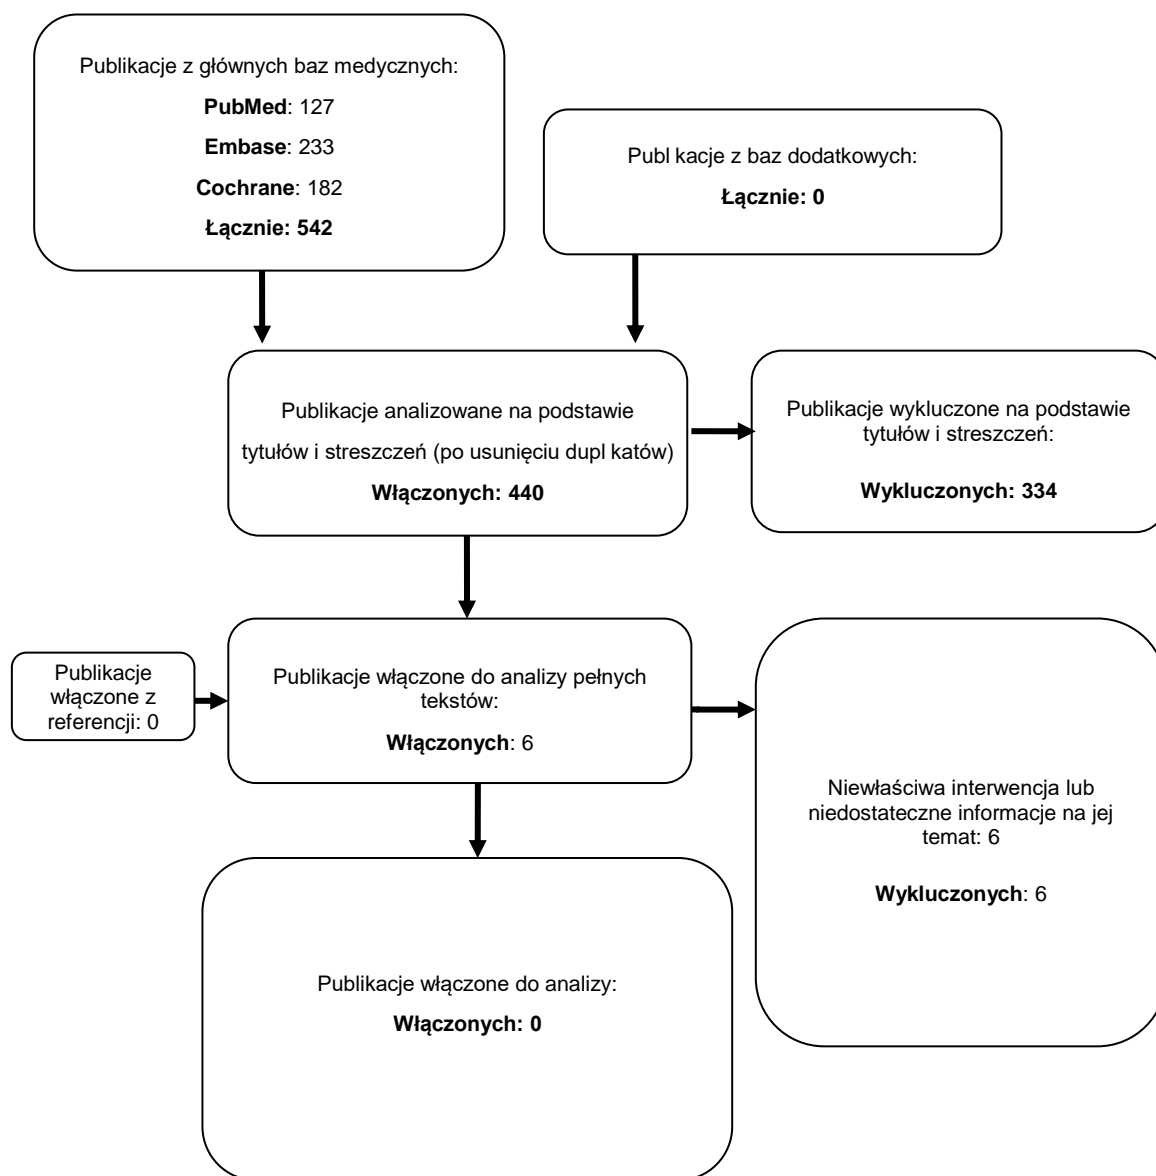 Publikacje z głównych baz medycznych:
PubMed: 127
Embase: 233
Cochrane: 182
Łącznie: 542
Publ kacje z baz dodatkowych:
Łącznie: 0
Publikacje analizowane na podstawie
tytułów i streszczeń (po usunięciu dupl katów)
Włączonych: 440
Publikacje wykluczone na podstawie
tytułów i streszczeń:
Wykluczonych: 334
Publikacje
włączone z
referencji: 0
Publikacje włączone do analizy pełnych
tekstów:
Włączonych: 6
Niewłaściwa interwencja lub
niedostateczne informacje na jej
temat: 6
Wykluczonych: 6
Publikacje włączone do analizy:
Włączonych: 0